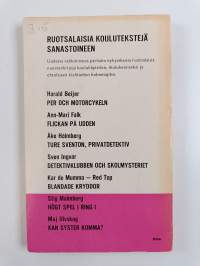 RUOTSALAISIA KOULUTEKSTEJÄ
SANASTOINEEN
Harald Beijer
PER OCH MOTORCYKELN
Ann-Mari Falk
FLICKAN PÅ UDDEN
Åke Holmberg
TURE SVENTON, PRIVATDETEKTIV
Sven Ingvar
DETEKTIVKLUBBEN OCH SKOLMYSTERIET
Kar de Mumma — Red Top
BLANDADE KRYDDOR
Stig Malmberg
HÖGT SPEL I RING I
Maj Ulvskog
KAN SYSTER KOMMA?